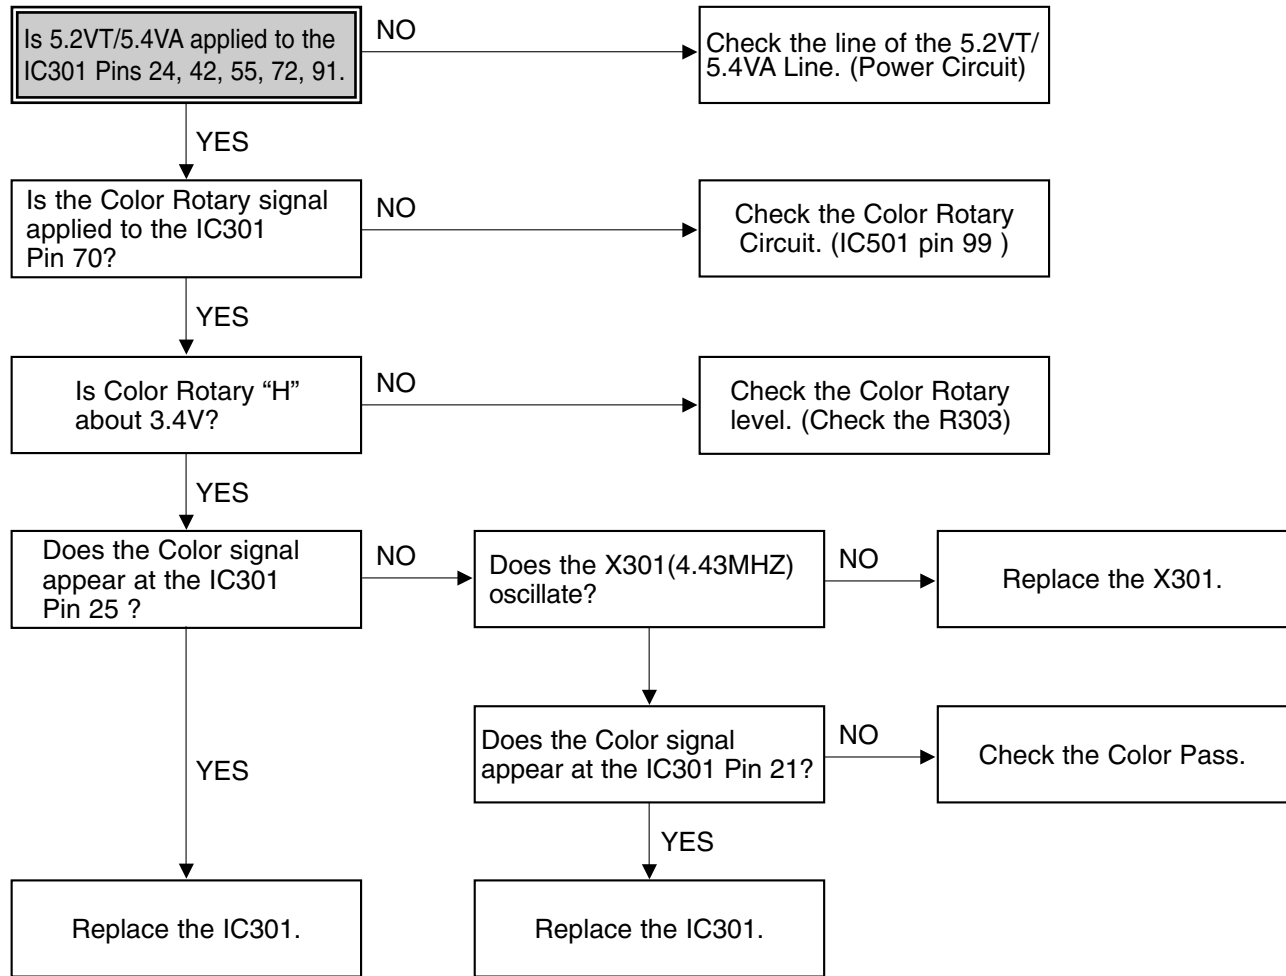 Is 5.2VT/5.4VA applied to the
IC301 Pins 24, 42, 55, 72, 91.
NO
Check the line of the 5.2VT/
5.4VA Line. (Power Circuit)
YES
Is the Color Rotary signal
applied to the IC301
Pin 70?
NO
Check the Color Rotary
Circuit. (IC501 pin 99 )
YES
Is Color Rotary “H”
about 3.4V?
NO
Check the Color Rotary
level. (Check the R303)
YES
Does the Color signal
appear at the IC301
Pin 25 ?
NO
Does the X301(4.43MHZ)
oscillate?
NO
Replace the X301.
Does the Color signal
appear at the IC301 Pin 21?
NO
Check the Color Pass.
YES
YES
Replace the IC301.
Replace the IC301.